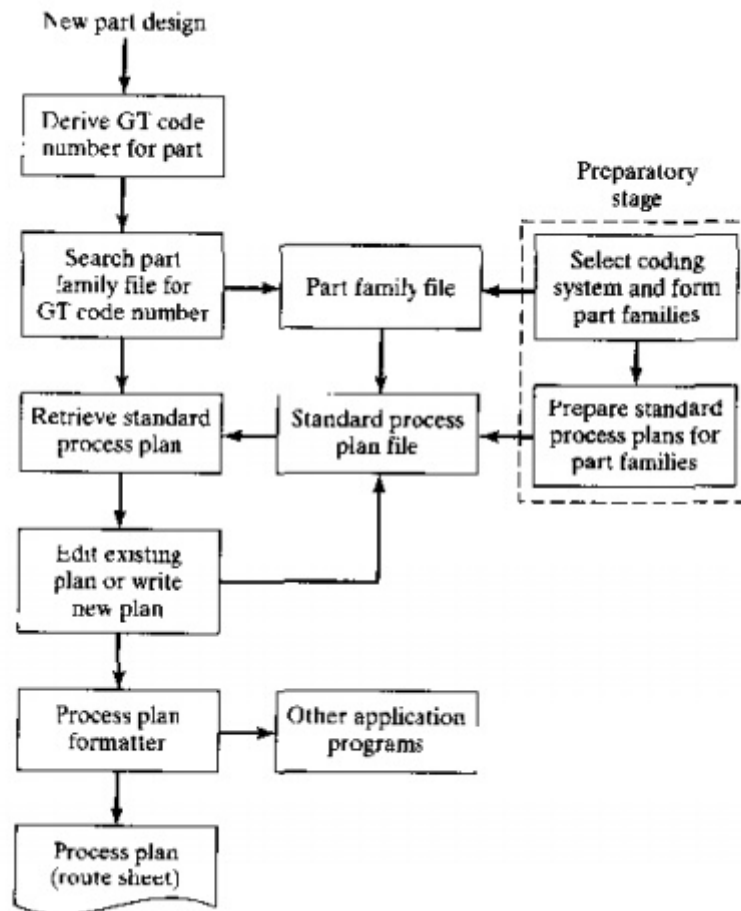 New part design
Derive GT code
number for part
Preparatory
stage
Search part
family file for
GT code number
Part family file
Select coding
system and form
part families
Retrieve standard
process plan
Standard process
plan file
Prepare standard
process plans for
part families
Edit existing
plan or write
new plan
Process plan
formatter
Other application
programs
Process plan
(route sheet)